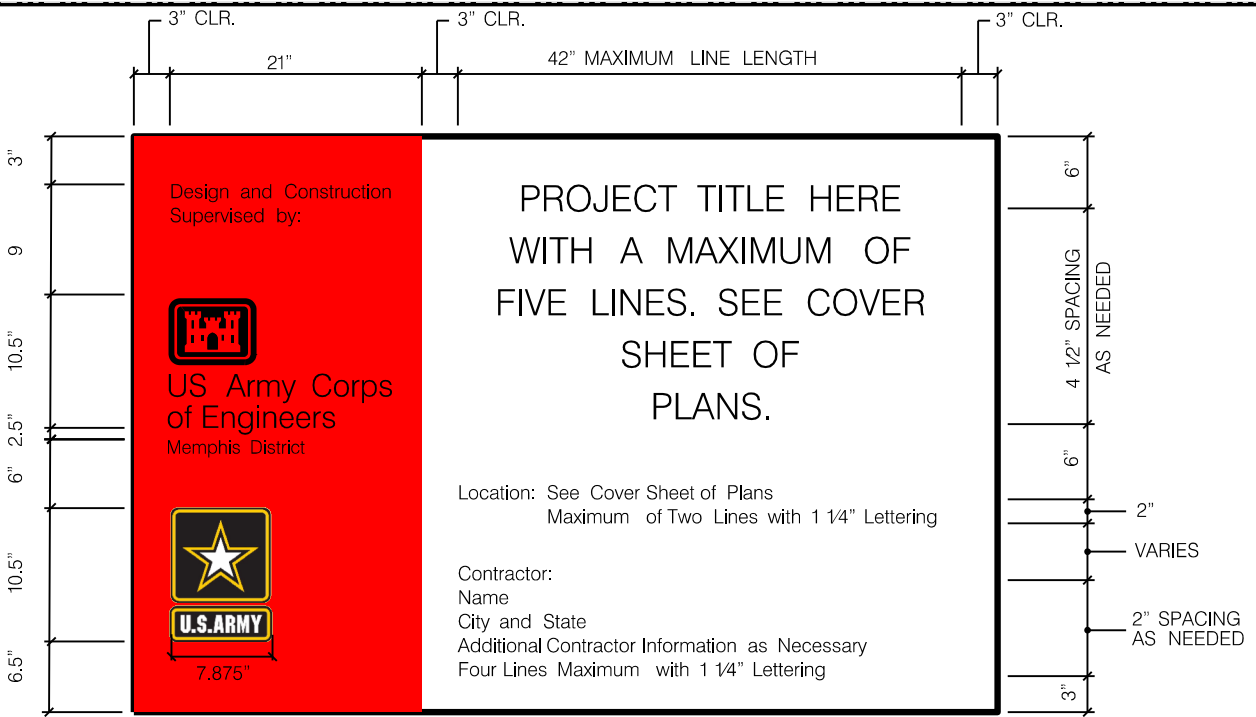 3" CLR.
3" CLR.
3" CLR.
21"
42" MAXIMUM LINE LENGTH
3"
9
10.5"
2.5"
6"
10.5"
6.5"
Design and Construction
Supervised by:
US Army Corps
of Engineers
Memphis District
U.S.ARMY
7.875"
PROJECT TITLE HERE
WITH A MAXIMUM OF
FIVE LINES. SEE COVER
SHEET OF
PLANS.
Location: See Cover Sheet of Plans
Maximum of Two Lines with 1 1/4" Lettering
Contractor:
Name
City and State
Additional Contractor Information as Necessary
Four Lines Maximum with 1 1/4" Lettering
6"
4 1/2" SPACING
AS NEEDED
6"
2"
VARIES
2" SPACING
AS NEEDED
3"